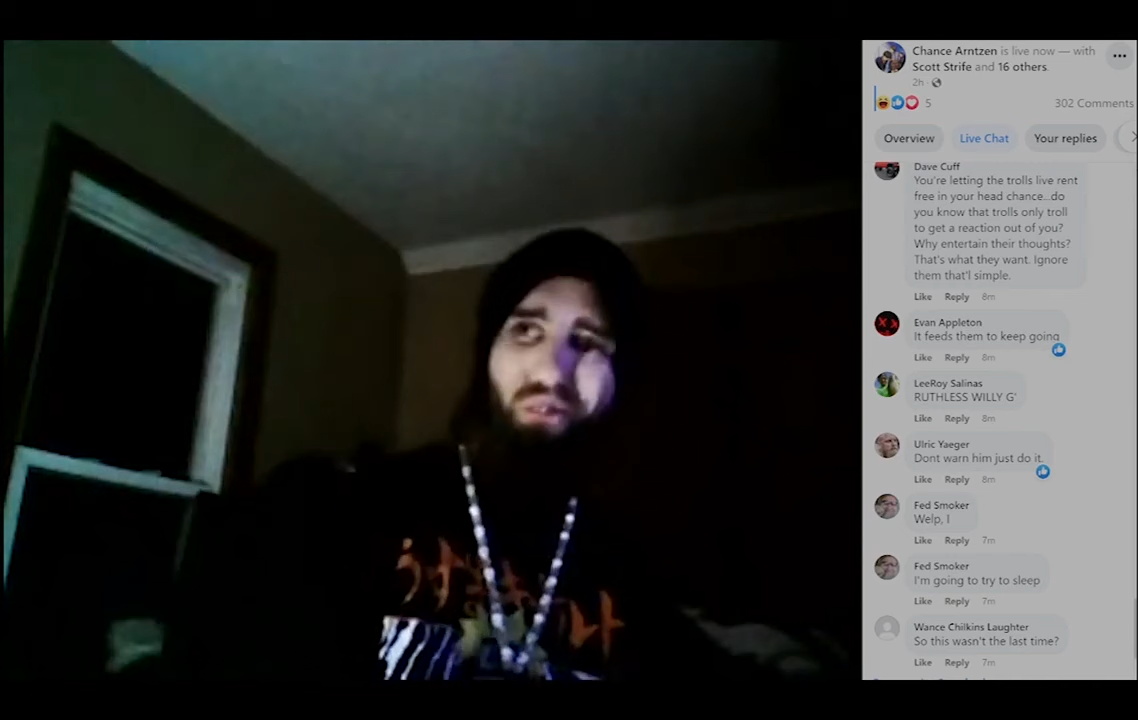 Chance Arntzen is live now — with
Scott Strife and 16 others.
2h ·
5
302 Comments
Overview
Live Chat
Your replies
Dave Cuff
You're letting the trolls live rent
free in your head chance...do
you know that trolls only troll
to get a reaction out of you?
Why entertain their thoughts?
That's what they want. Ignore
them that'l simple.
Like Reply 8m
Evan Appleton
It feeds them to keep going
Like Reply 8m
LeeRoy Salinas
RUTHLESS WILLY G'
Like Reply 8m
Ulric Yaeger
Dont warn him just do it.
Like Reply 8m
Fed Smoker
Welp, I
Like Reply 7m
Fed Smoker
I'm going to try to sleep
Like Reply 7m
Wance Chilkins Laughter
So this wasn't the last time?
Like Reply 7m